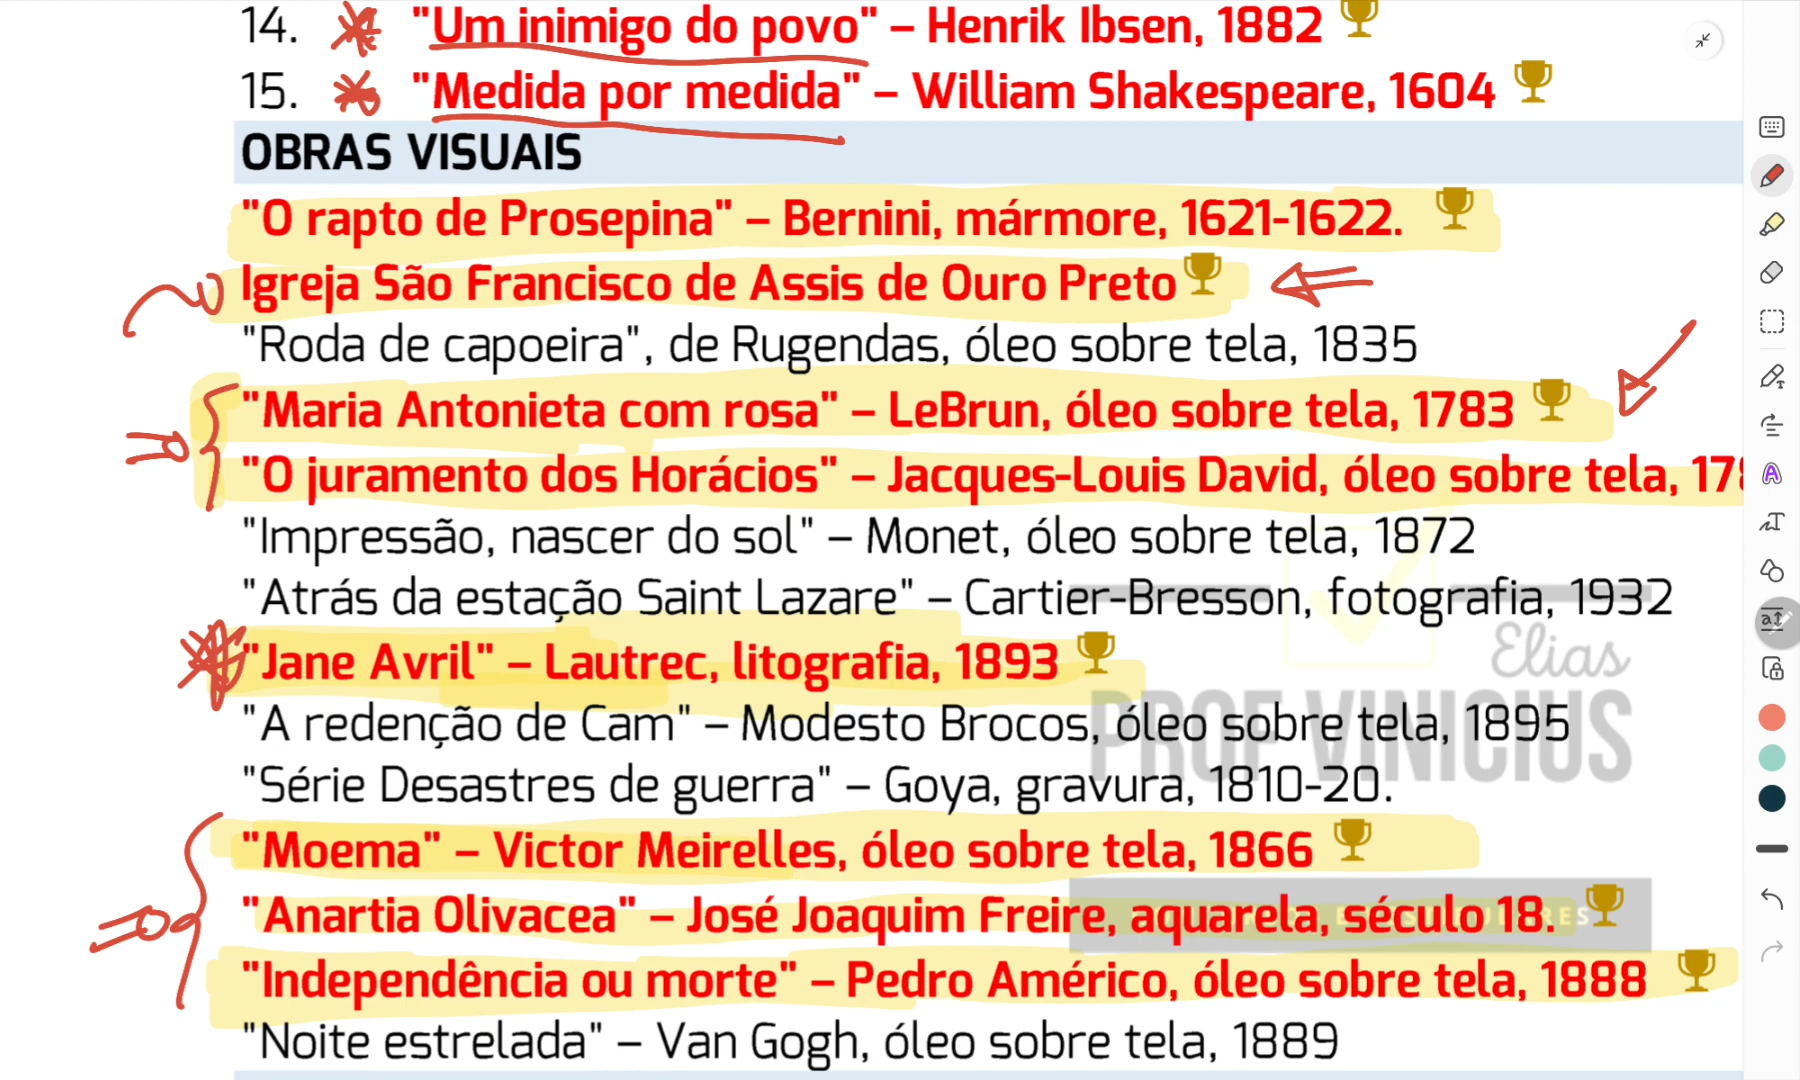 14. "Um inimigo do povo" – Henrik Ibsen, 1882
15. "Medida por medida" – William Shakespeare, 1604
OBRAS VISUAIS
"O rapto de Prosepina" – Bernini, mármore, 1621-1622.
Igreja São Francisco de Assis de Ouro Preto
"Roda de capoeira", de Rugendas, óleo sobre tela, 1835
"Maria Antonieta com rosa" – LeBrun, óleo sobre tela, 1783
"O juramento dos Horácios" – Jacques-Louis David, óleo sobre tela,
"Impressão, nascer do sol" – Monet, óleo sobre tela, 1872
"Atrás da estação Saint Lazare" – Cartier-Bresson, fotografia, 1932
Elias
"Jane Avril" – Lautrec, litografia, 1893
PROF VINICIUS
"A redenção de Cam" – Modesto Brocos, óleo sobre tela, 1895
"Série Desastres de guerra" – Goya, gravura, 1810-20.
"Moema" – Victor Meirelles, óleo sobre tela, 1866
"Anartia Olivacea" – José Joaquim Freire, aquarela, século 18.
"Independência ou morte" – Pedro Américo, óleo sobre tela, 1888
"Noite estrelada" – Van Gogh, óleo sobre tela, 1889